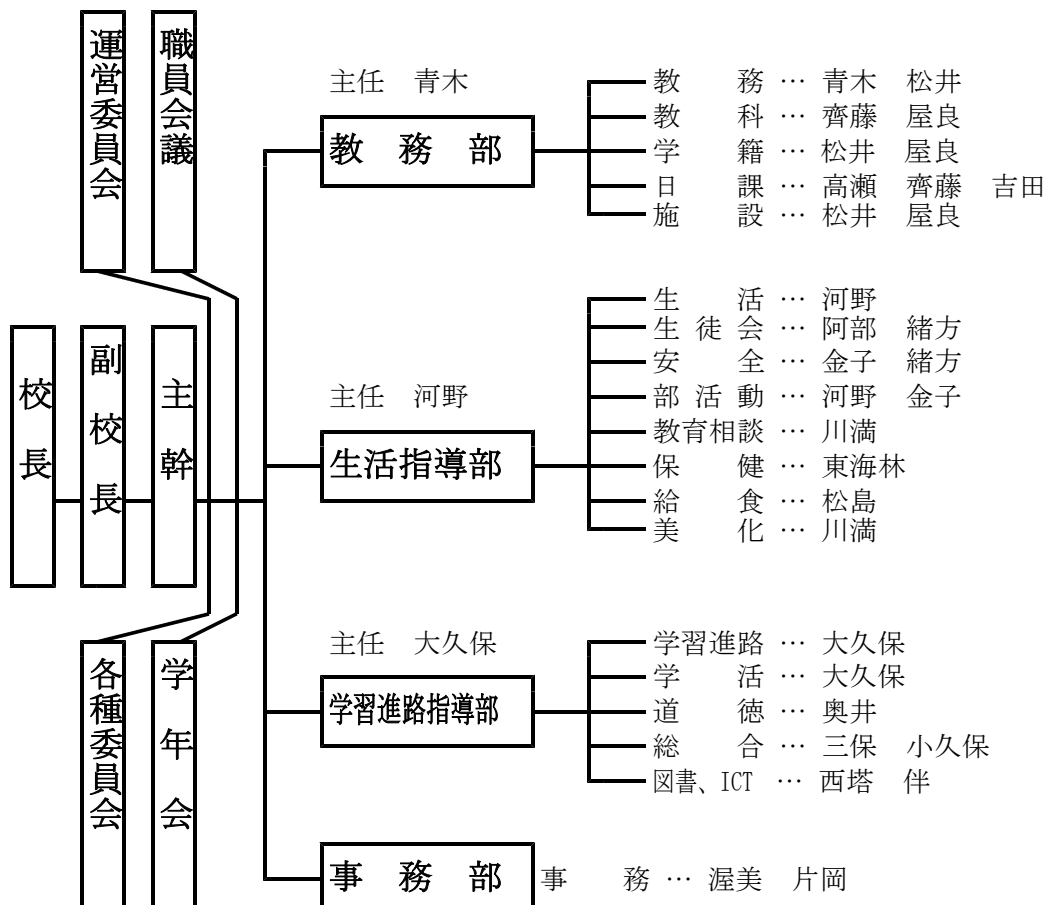 運営委員会
職員会議
校長
副校長
主幹
各種委員会
学年会
主任　青木
教　務　部
教　　務 … 青木　松井
教　　科 … 齊藤　屋良
学　　籍 … 松井　屋良
日　　課 … 高瀬　齊藤　吉田
施　　設 … 松井　屋良
主任　河野
生活指導部
生　　活 … 河野
生 徒 会 … 阿部　緒方
安　　全 … 金子　緒方
部 活 動 … 河野　金子
教育相談 … 川満
保　　健 … 東海林
給　　食 … 松島
美　　化 … 川満
主任　大久保
学習進路指導部
学習進路 … 大久保
学　　活 … 大久保
道　　徳 … 奥井
総　　合 … 三保　小久保
図書、ICT … 西塔　伴
事　務　部
事　　務 … 渥美　片岡